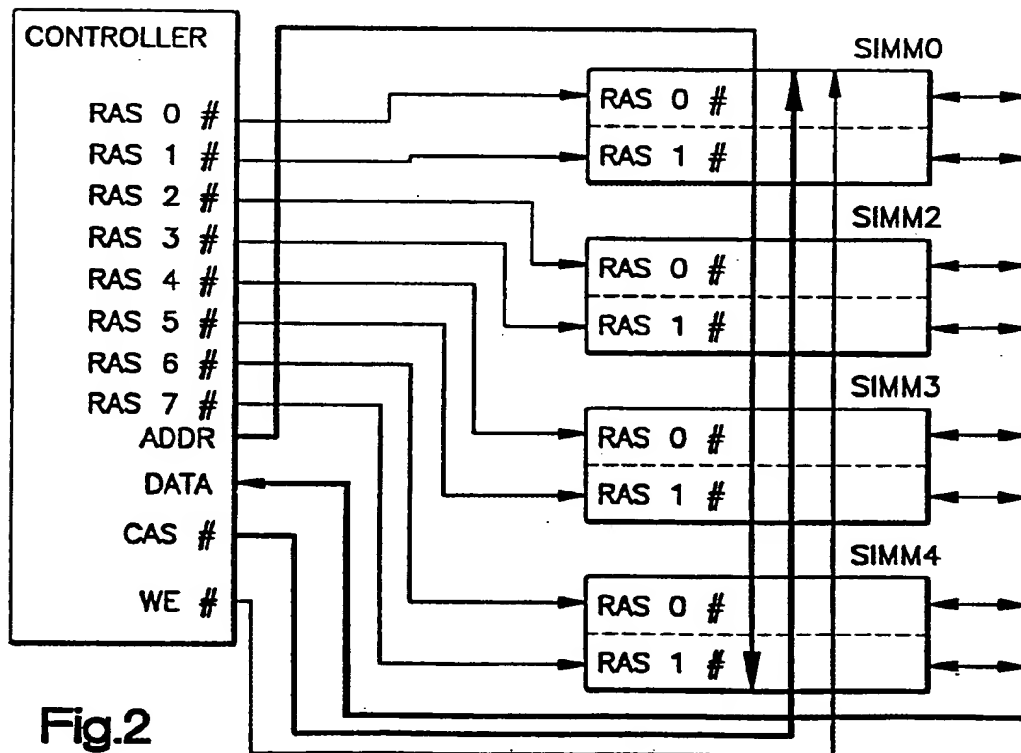 CONTROLLER
RAS 0 #
RAS 1 #
RAS 2 #
RAS 3 #
RAS 4 #
RAS 5 #
RAS 6 #
RAS 7 #
ADDR
DATA
CAS #
WE #
SIMM0
RAS 0 #
RAS 1 #
SIMM2
RAS 0 #
RAS 1 #
SIMM3
RAS 0 #
RAS 1 #
SIMM4
RAS 0 #
RAS 1 #
Fig.2